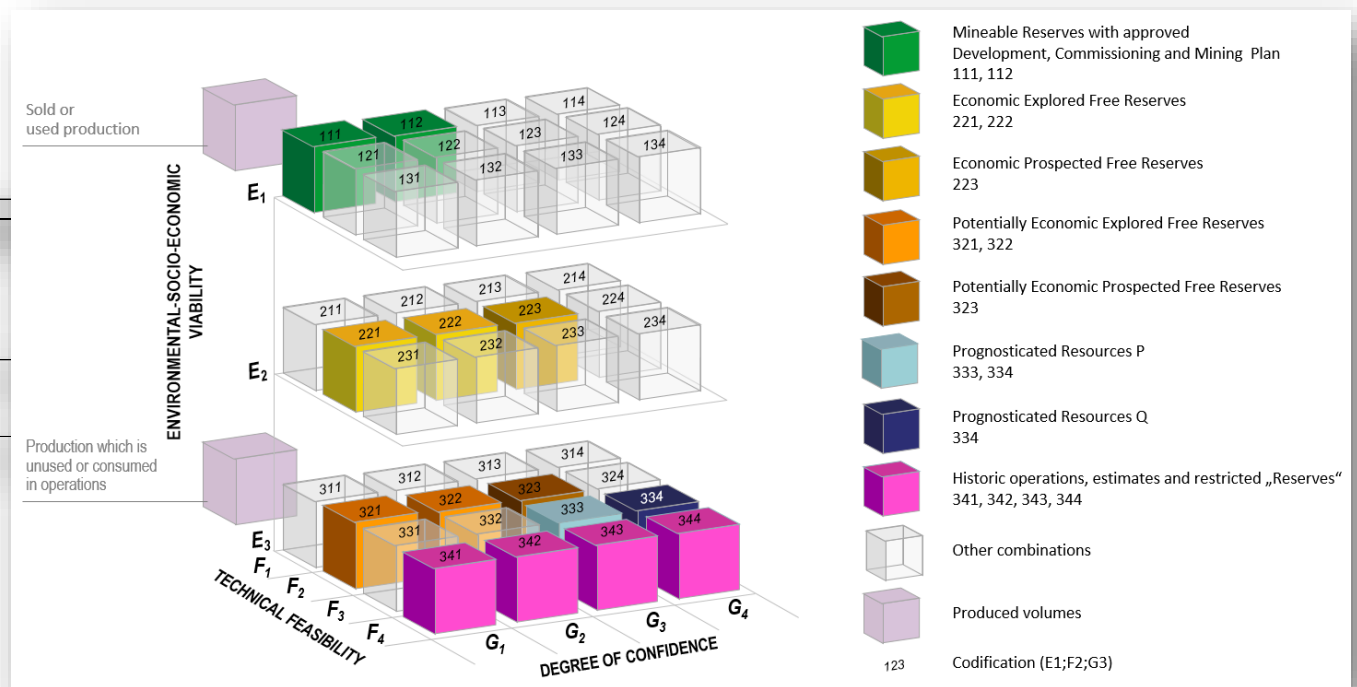 Sold or
used production
ENVIRONMENTAL-SOCIO-ECONOMIC
VIABILITY
Production which is
unused or consumed
in operations
E1
111
112
113
114
121
122
123
124
131
132
133
134
E2
211
212
213
214
221
222
223
224
231
232
233
234
E3
311
312
313
314
321
322
323
324
331
332
333
334
341
342
343
344
F1
F2
F3
F4
TECHNICAL FEASIBILITY
G1
G2
G3
G4
DEGREE OF CONFIDENCE
Mineable Reserves with approved
Development, Commissioning and Mining Plan
111, 112
Economic Explored Free Reserves
221, 222
Economic Prospected Free Reserves
223
Potentially Economic Explored Free Reserves
321, 322
Potentially Economic Prospected Free Reserves
323
Prognosticated Resources P
333, 334
Prognosticated Resources Q
334
Historic operations, estimates and restricted „Reserves“
341, 342, 343, 344
Other combinations
Produced volumes
123 Codification (E1;F2;G3)